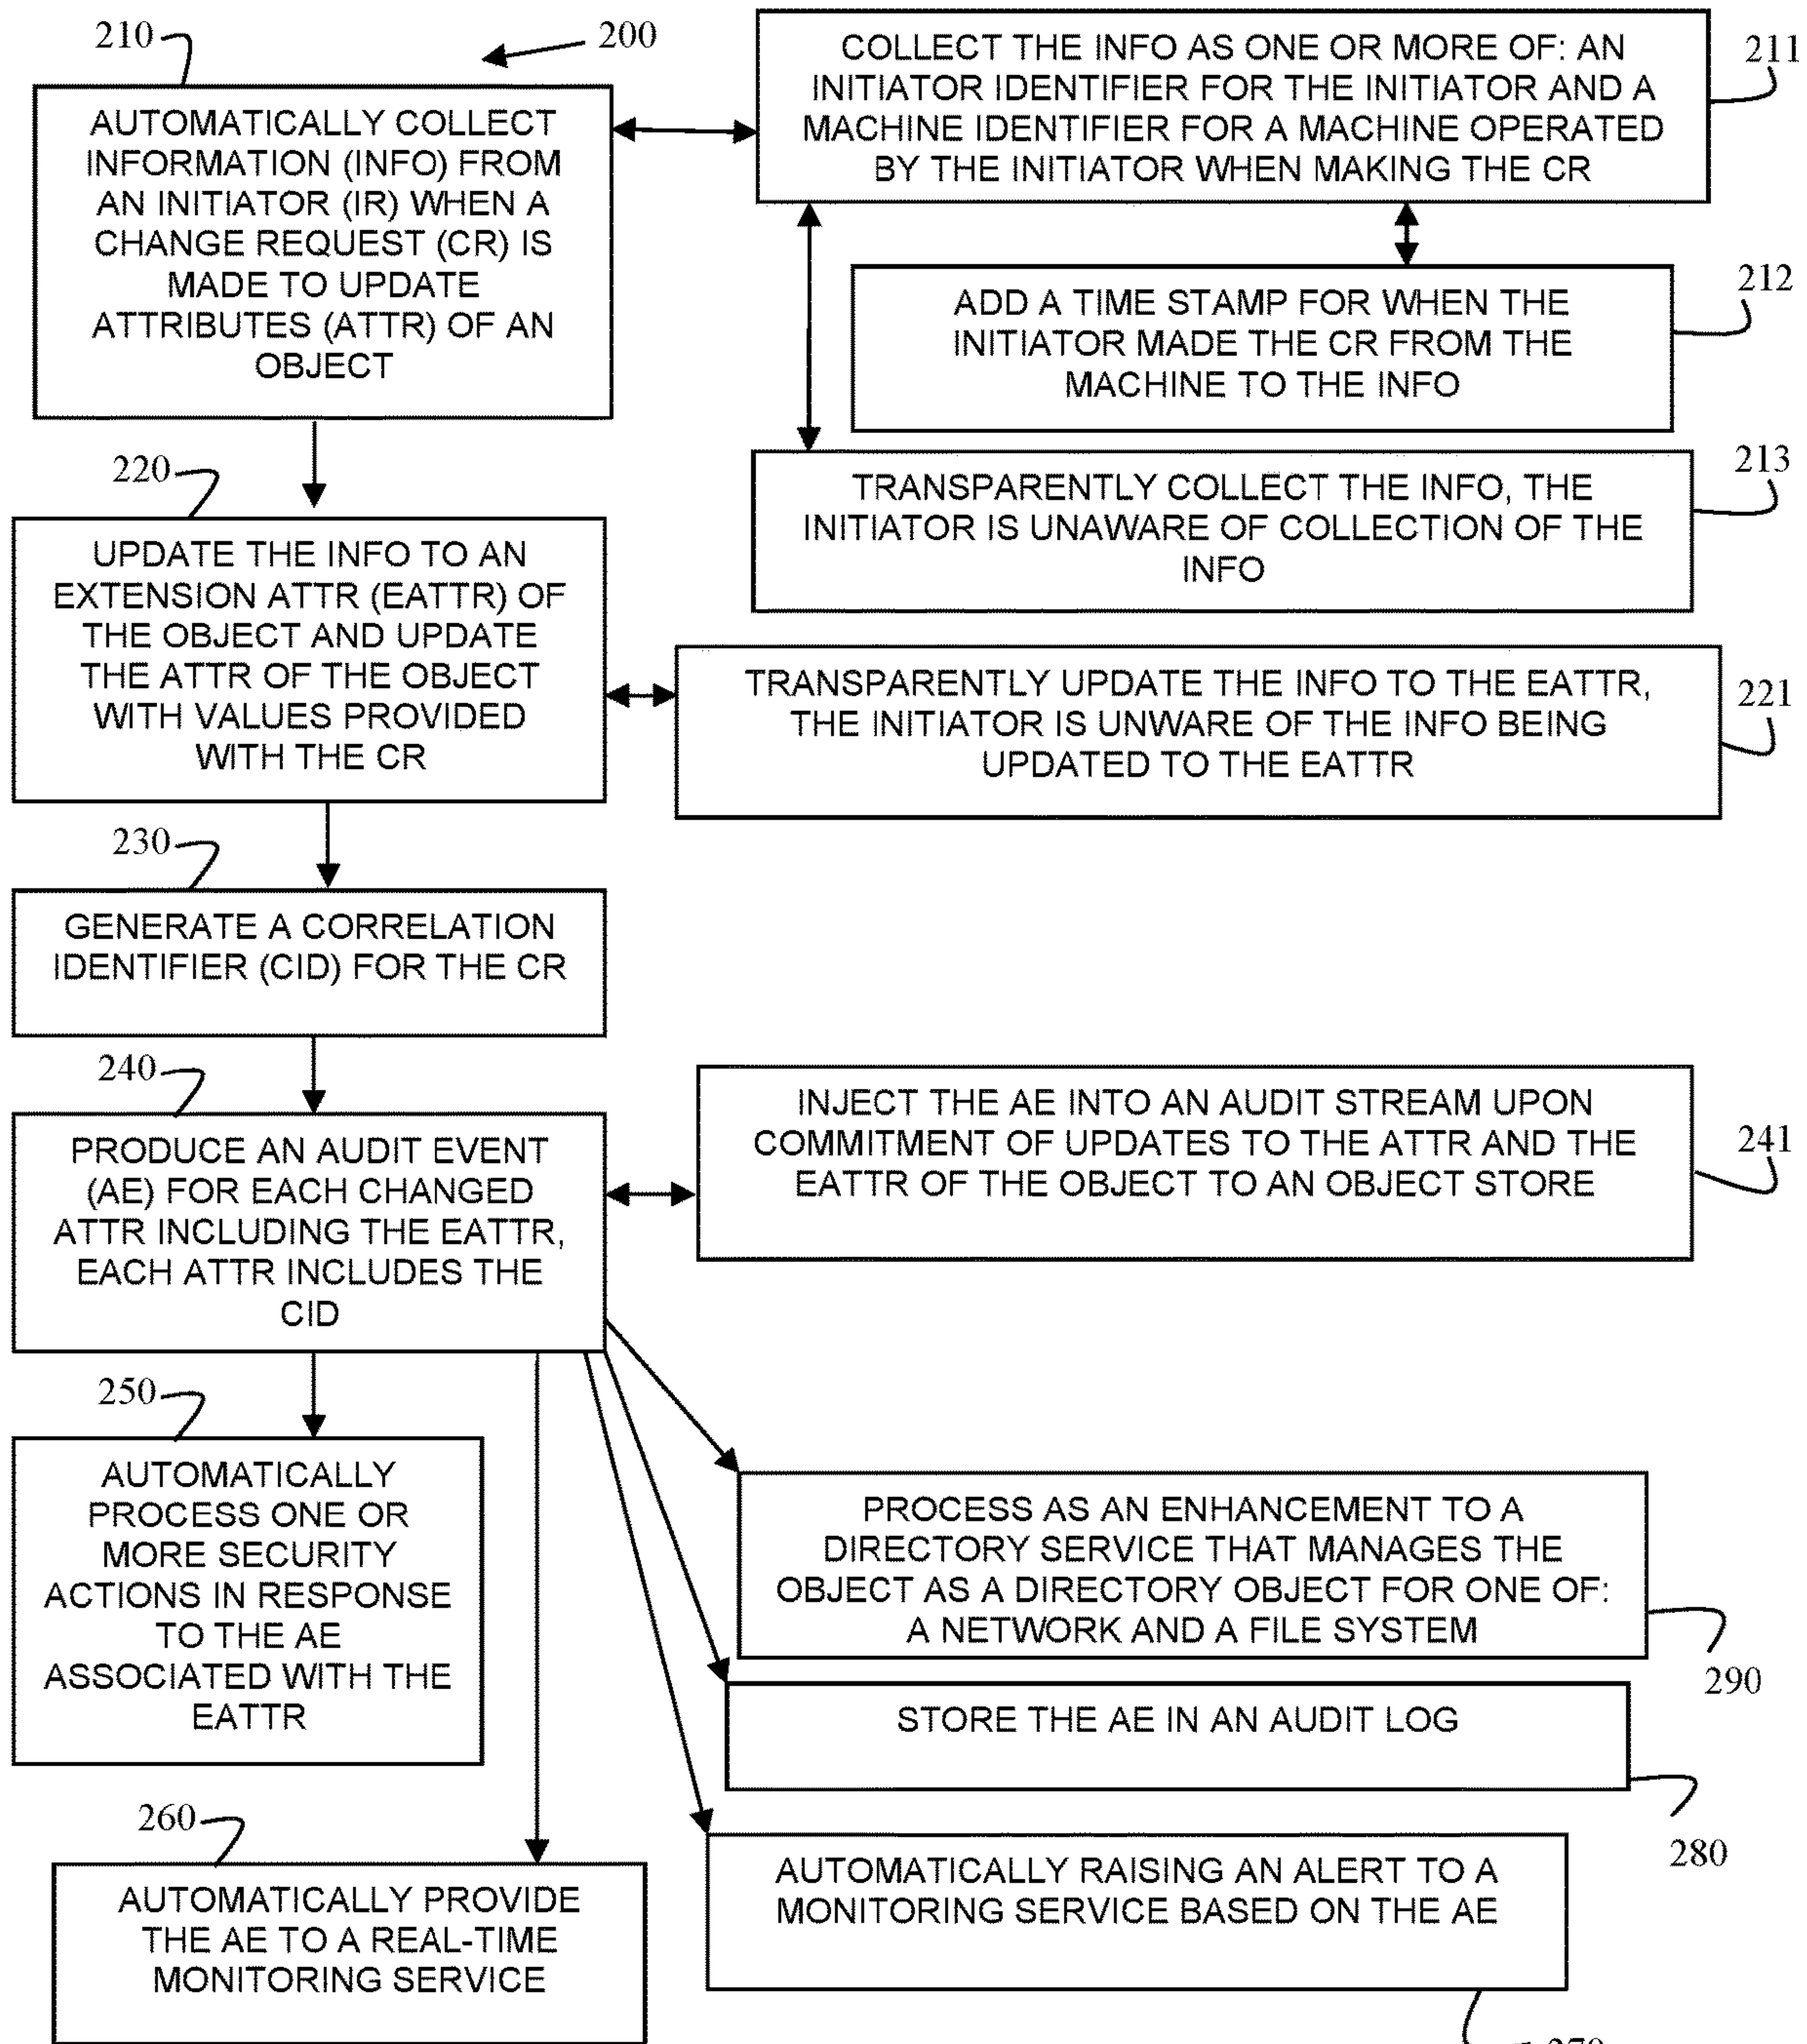 210
200
AUTOMATICALLY COLLECT
INFORMATION (INFO) FROM
AN INITIATOR (IR) WHEN A
CHANGE REQUEST (CR) IS
MADE TO UPDATE
ATTRIBUTES (ATTR) OF AN
OBJECT
COLLECT THE INFO AS ONE OR MORE OF: AN
INITIATOR IDENTIFIER FOR THE INITIATOR AND A
MACHINE IDENTIFIER FOR A MACHINE OPERATED
BY THE INITIATOR WHEN MAKING THE CR
211
ADD A TIME STAMP FOR WHEN THE
INITIATOR MADE THE CR FROM THE
MACHINE TO THE INFO
212
TRANSPARENTLY COLLECT THE INFO, THE
INITIATOR IS UNAWARE OF COLLECTION OF THE
INFO
213
220
UPDATE THE INFO TO AN
EXTENSION ATTR (EATTR) OF
THE OBJECT AND UPDATE
THE ATTR OF THE OBJECT
WITH VALUES PROVIDED
WITH THE CR
TRANSPARENTLY UPDATE THE INFO TO THE EATTR,
THE INITIATOR IS UNWARE OF THE INFO BEING
UPDATED TO THE EATTR
221
230
GENERATE A CORRELATION
IDENTIFIER (CID) FOR THE CR
240
PRODUCE AN AUDIT EVENT
(AE) FOR EACH CHANGED
ATTR INCLUDING THE EATTR,
EACH ATTR INCLUDES THE
CID
INJECT THE AE INTO AN AUDIT STREAM UPON
COMMITMENT OF UPDATES TO THE ATTR AND THE
EATTR OF THE OBJECT TO AN OBJECT STORE
241
250
AUTOMATICALLY
PROCESS ONE OR
MORE SECURITY
ACTIONS IN RESPONSE
TO THE AE
ASSOCIATED WITH THE
EATTR
PROCESS AS AN ENHANCEMENT TO A
DIRECTORY SERVICE THAT MANAGES THE
OBJECT AS A DIRECTORY OBJECT FOR ONE OF:
A NETWORK AND A FILE SYSTEM
290
STORE THE AE IN AN AUDIT LOG
280
260
AUTOMATICALLY PROVIDE
THE AE TO A REAL-TIME
MONITORING SERVICE
AUTOMATICALLY RAISING AN ALERT TO A
MONITORING SERVICE BASED ON THE AE
270